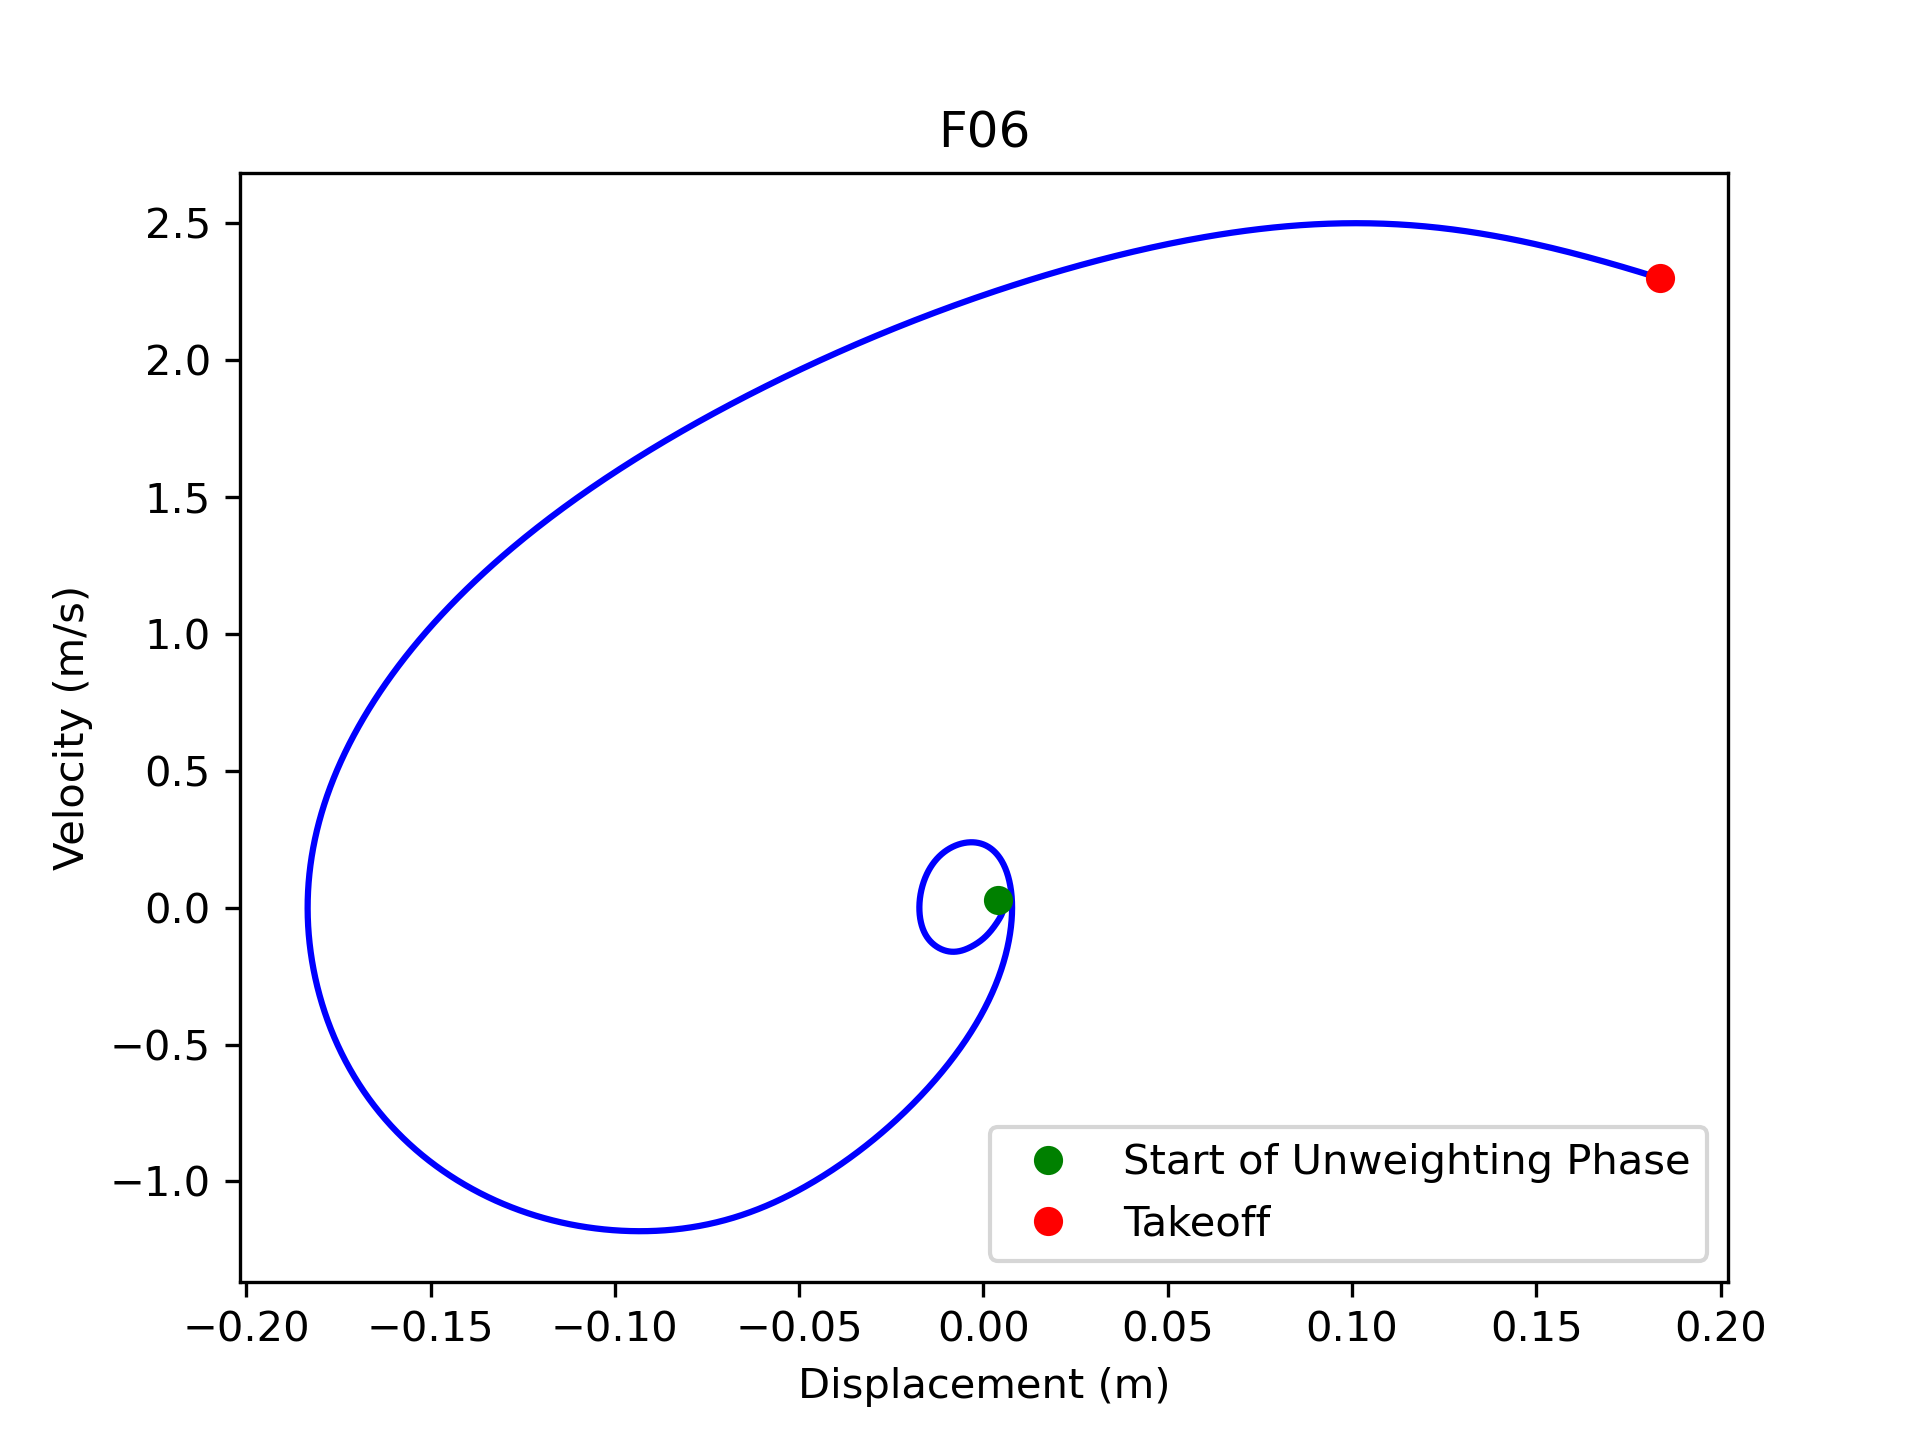 F06
2.5
2.0
1.5
1.0
0.5
0.0
−0.5
−1.0
Velocity (m/s)
Start of Unweighting Phase
Takeoff
−0.20 −0.15 −0.10 −0.05 0.00 0.05 0.10 0.15 0.20
Displacement (m)